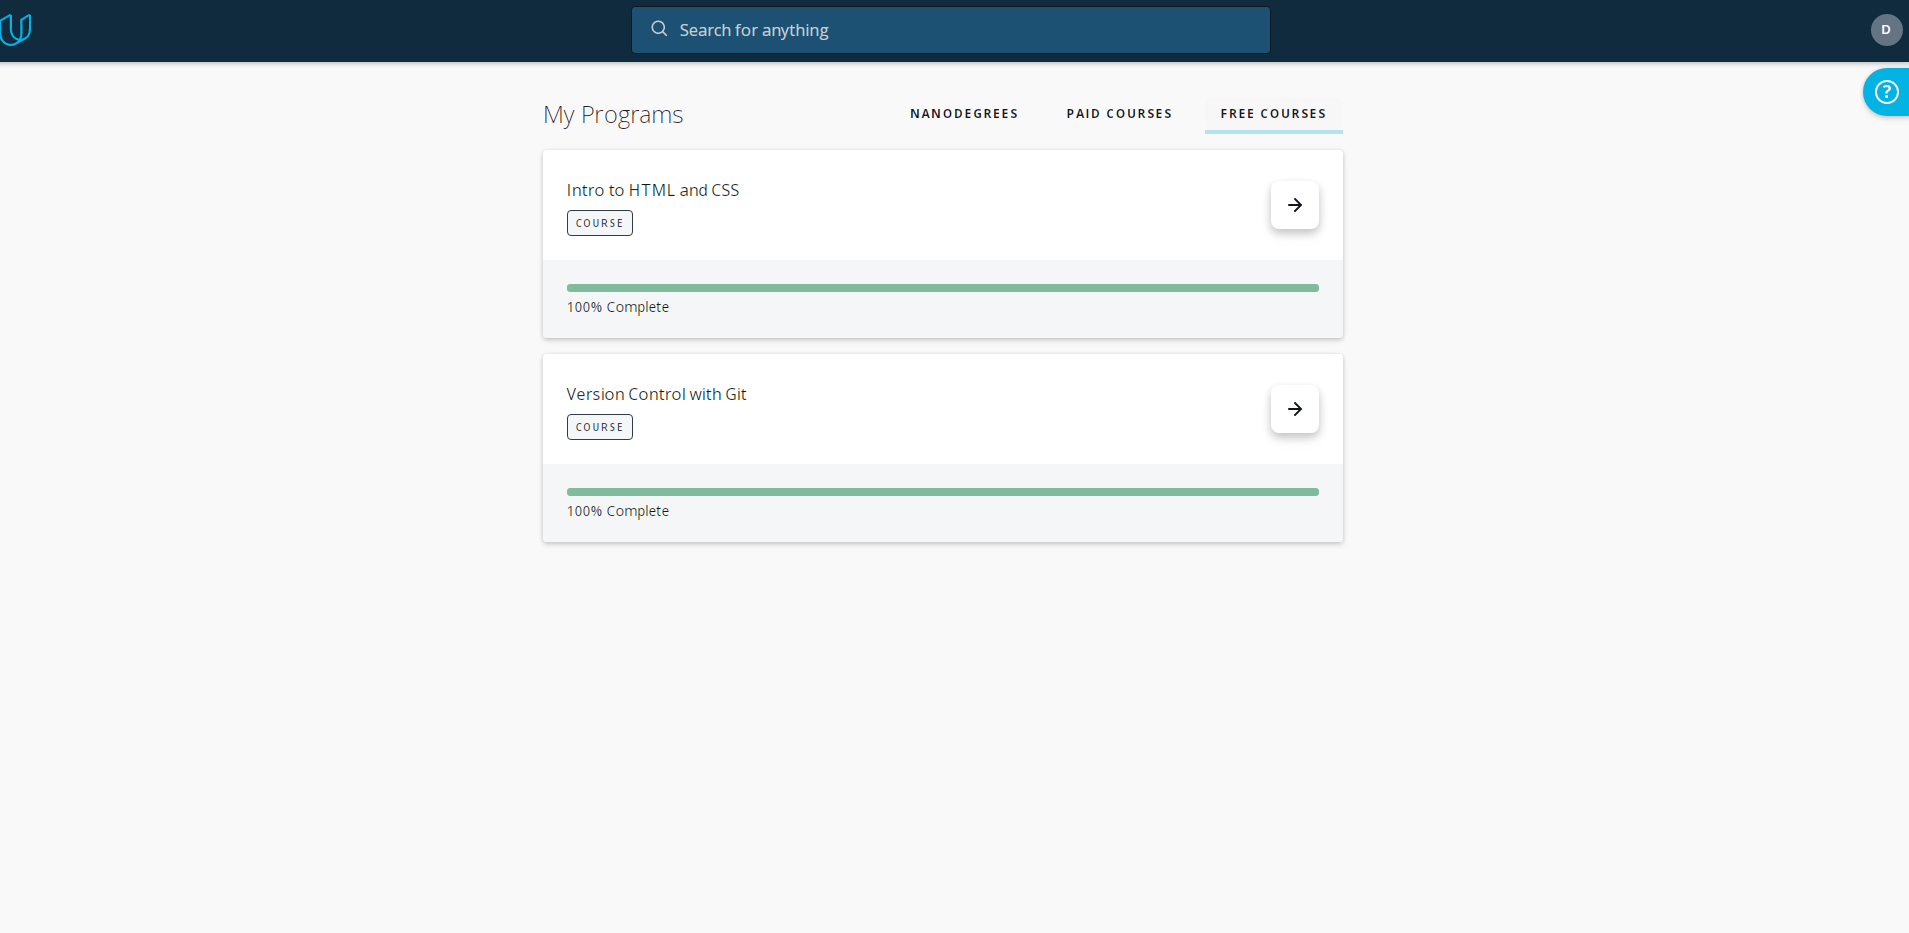 Search for anything
D
?
My Programs
NANODEGREES PAID COURSES FREE COURSES
Intro to HTML and CSS
COURSE
100% Complete
Version Control with Git
COURSE
100% Complete